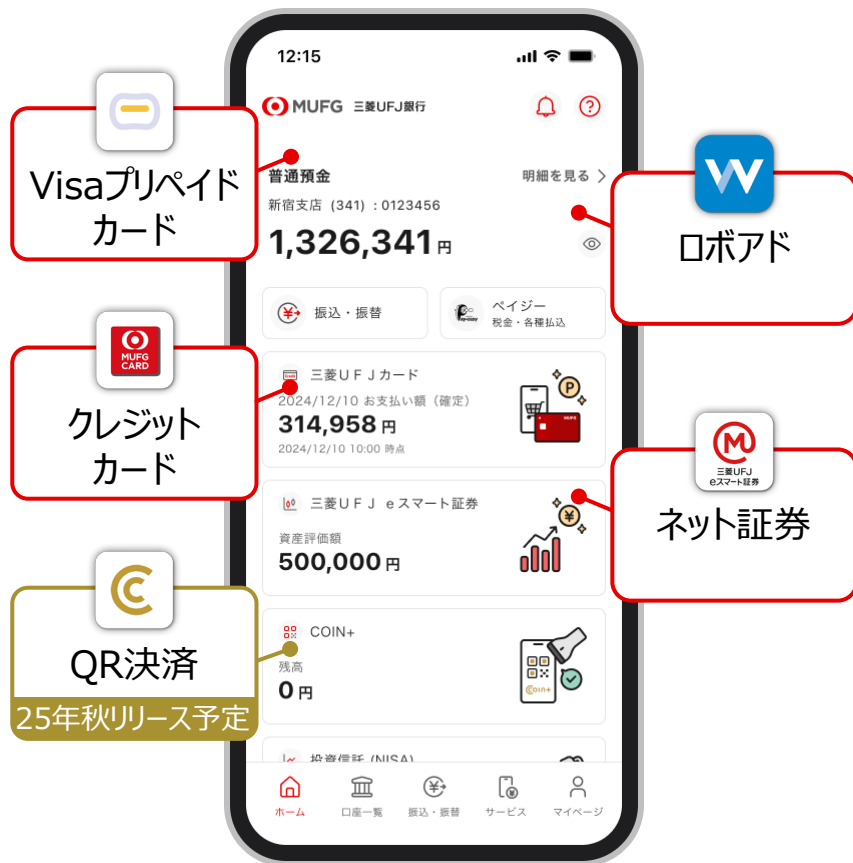 12:15
MUFG 三菱UFJ銀行
Visaプリペイド
カード
普通預金
明細を見る
新宿支店 (341) : 0123456
1,326,341円
ロボアド
振込・振替
ペイジー
税金・各種払込
MUFG
CARD
クレジット
カード
三菱ＵＦＪカード
2024/12/10 お支払い額（確定）
314,958 円
2024/12/10 10:00 時点
P
MUFG
M
三菱UFJ
eスマート証券
ネット証券
三菱ＵＦＪ ｅスマート証券
資産評価額
500,000 円
QR決済
25年秋リリース予定
COIN+
残高
0 円
Coin+
投資信託 (NISA)
ホーム
口座一覧
振込・振替
サービス
マイページ